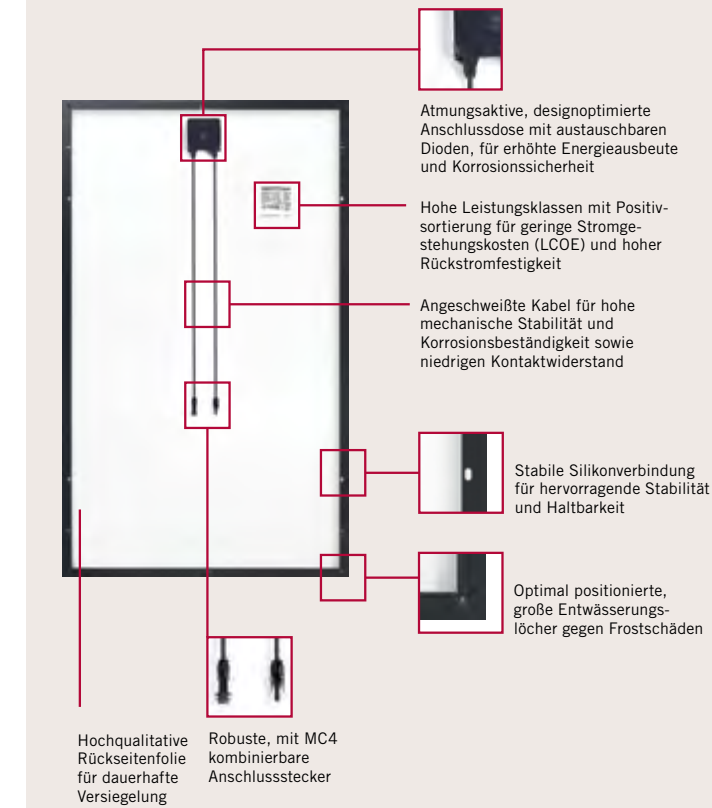 Atmungsaktive, designoptimierte
Anschlussdose mit austauschbaren
Dioden, für erhöhte Energieausbeute
und Korrosionssicherheit
Hohe Leistungsklassen mit Positiv-
sortierung für geringe Stromge-
stehungskosten (LCOE) und hoher
Rückstromfestigkeit
Angeschweißte Kabel für hohe
mechanische Stabilität und
Korrosionsbeständigkeit sowie
niedrigen Kontaktwiderstand
Stabile Silikonverbindung
für hervorragende Stabilität
und Haltbarkeit
Optimal positionierte,
große Entwässerungs-
löcher gegen Frostschäden
Hochqualitative
Rückseitenfolie
für dauerhafte
Versiegelung
Robuste, mit MC4
kombinierbare
Anschlussstecker